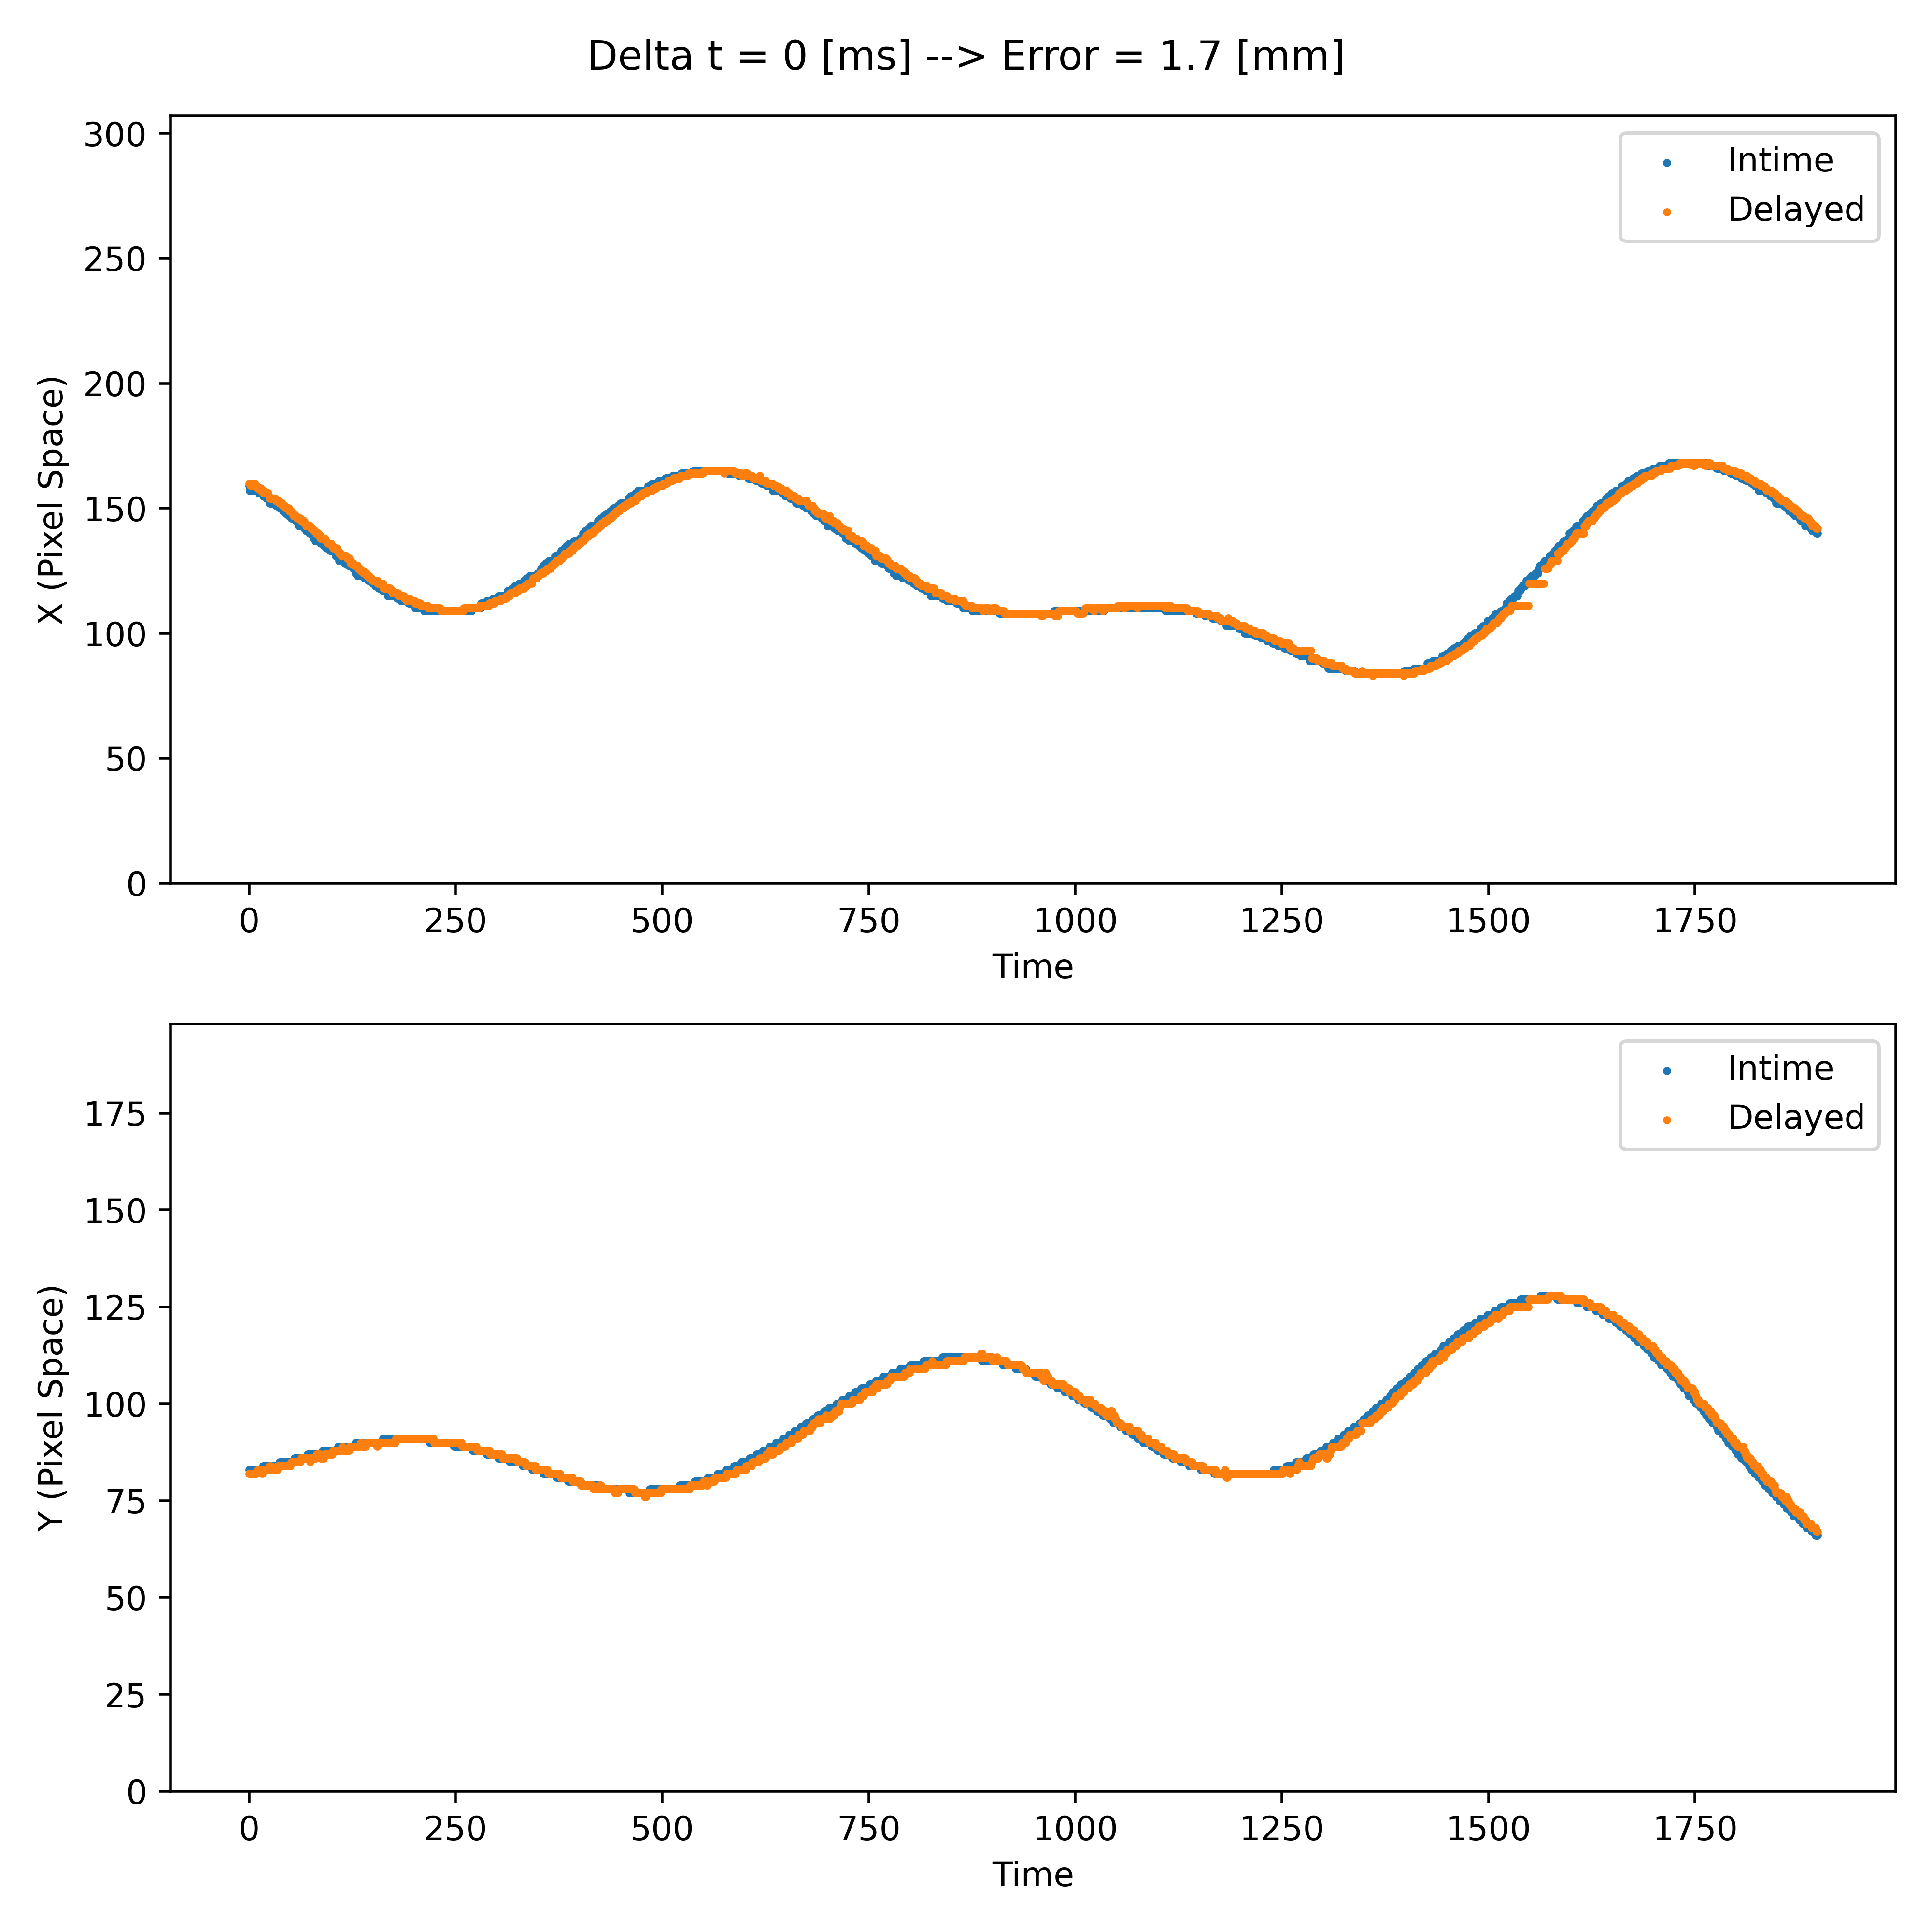 Delta t = 0 [ms] --> Error = 1.7 [mm]
300
250
200
150
100
50
0
X (Pixel Space)
Intime
Delayed
0 250 500 750 1000 1250 1500 1750
Time
175
150
125
100
75
50
25
0
Y (Pixel Space)
Intime
Delayed
0 250 500 750 1000 1250 1500 1750
Time